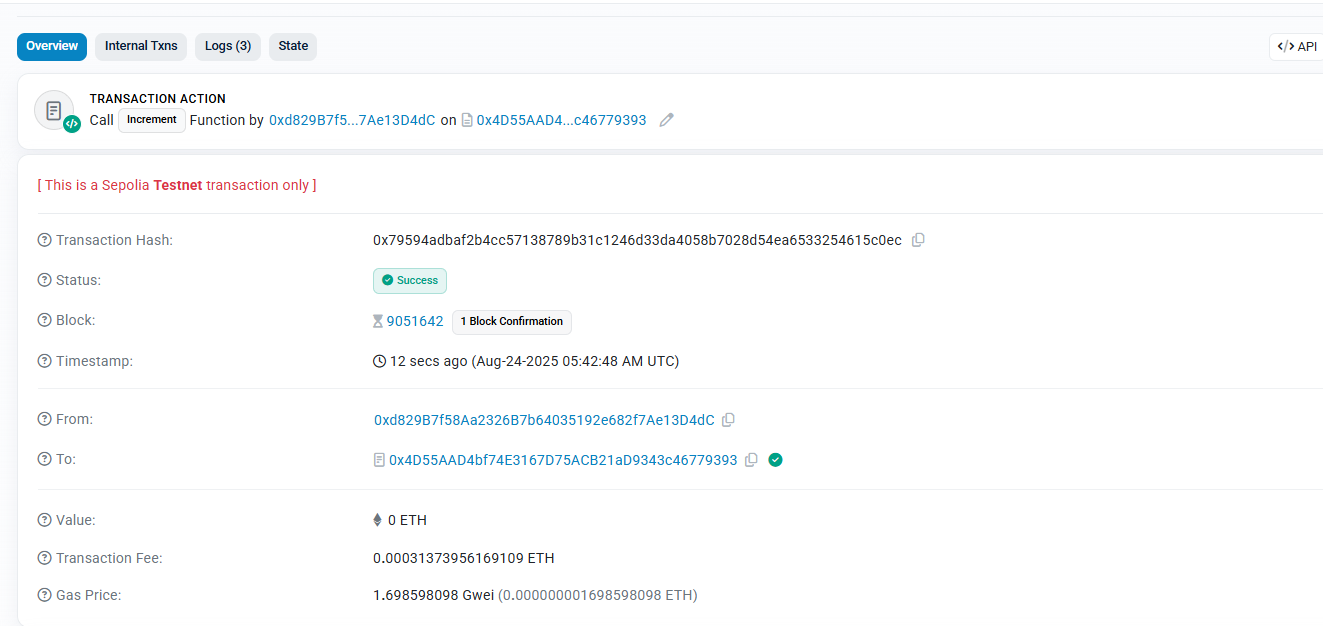 Overview Internal Txns Logs (3) State </> API
TRANSACTION ACTION
Call Increment Function by 0xd829B7f5...7Ae13D4dC on 0x4D55AAD4...c46779393
[ This is a Sepolia Testnet transaction only ]
Transaction Hash: 0x79594adbaf2b4cc57138789b31c1246d33da4058b7028d54ea6533254615c0ec
Status: Success
Block: 9051642 1 Block Confirmation
Timestamp: 12 secs ago (Aug-24-2025 05:42:48 AM UTC)
From: 0xd829B7f58Aa2326B7b64035192e682f7Ae13D4dC
To: 0x4D55AAD4bf74E3167D75ACB21aD9343c46779393
Value: 0 ETH
Transaction Fee: 0.00031373956169109 ETH
Gas Price: 1.698598098 Gwei (0.000000001698598098 ETH)